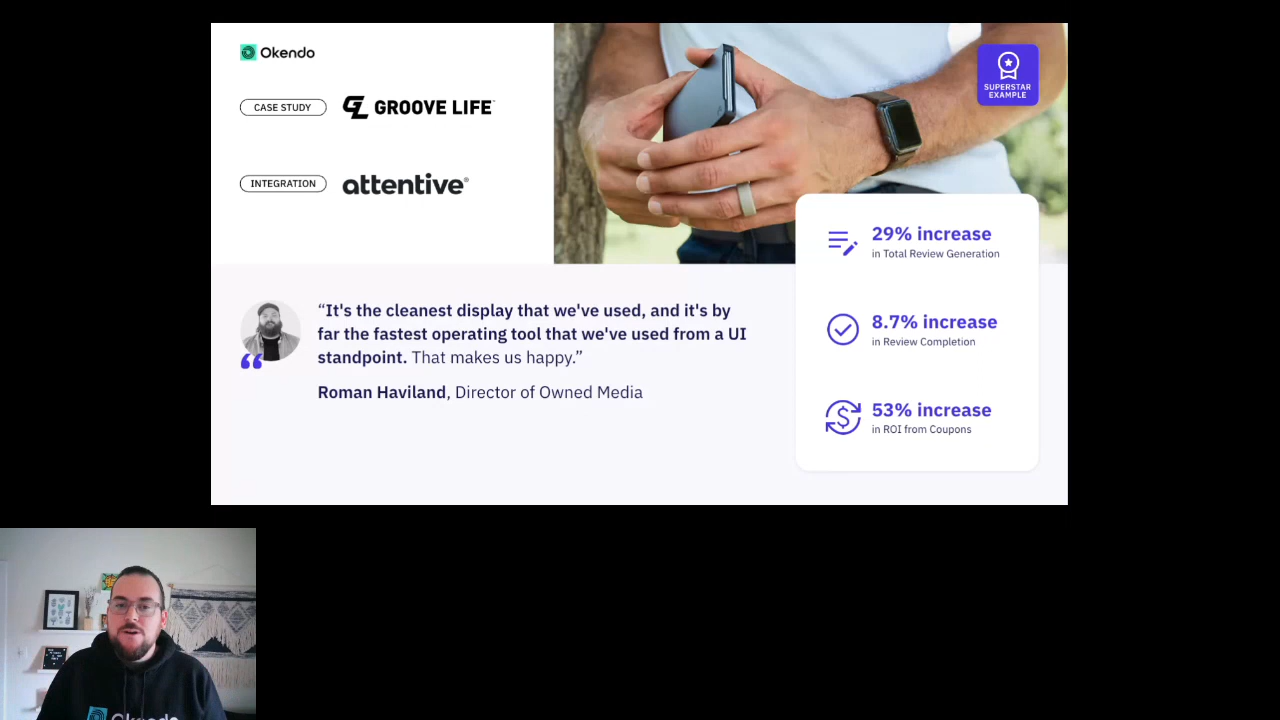 Okendo
CASE STUDY
GROOVE LIFE
INTEGRATION
attentive®
SUPERSTAR
EXAMPLE
“It's the cleanest display that we've used, and it's by
far the fastest operating tool that we've used from a UI
standpoint. That makes us happy.”
Roman Haviland, Director of Owned Media
29% increase
in Total Review Generation
8.7% increase
in Review Completion
53% increase
in ROI from Coupons
Okendo